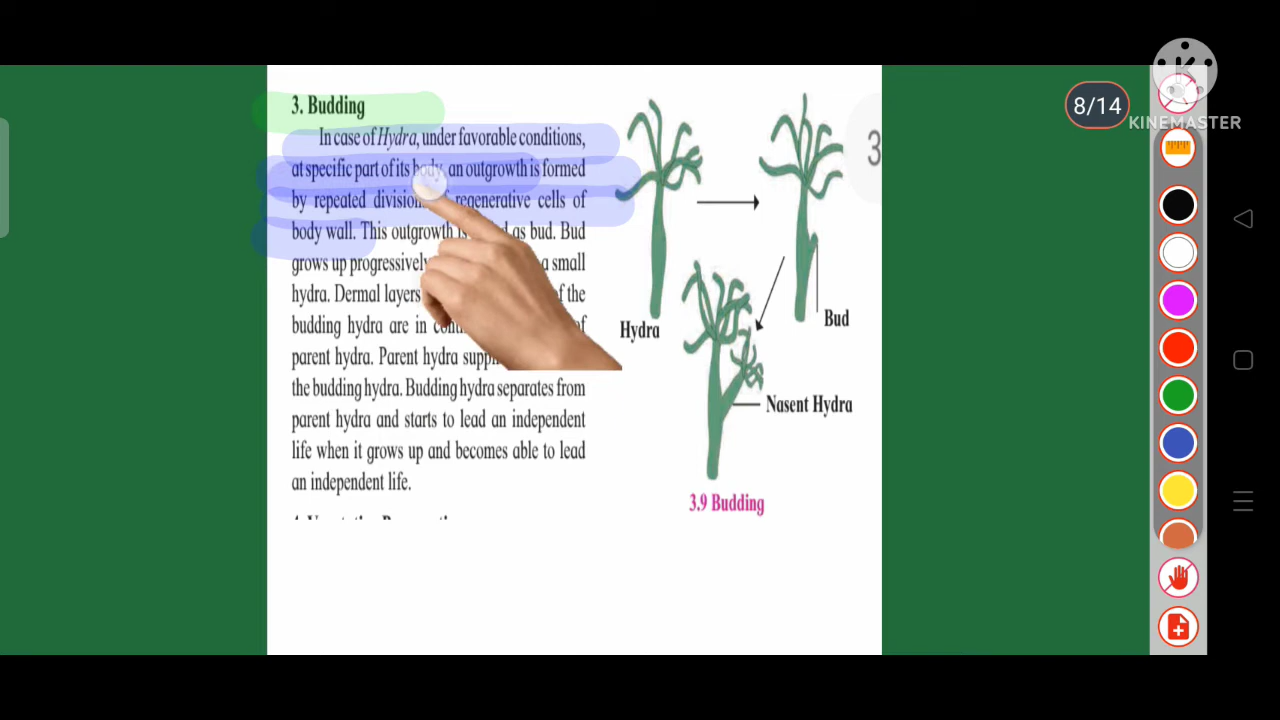 3. Budding
In case of Hydra, under favorable conditions,
at specific part of its body, an outgrowth is formed
by repeated divisions regenerative cells of
body wall. This outgrowth is as bud. Bud
grows up progressively a small
hydra. Dermal layers of the
budding hydra are in of
parent hydra. Parent hydra
the budding hydra. Budding hydra separates from
parent hydra and starts to lead an independent
life when it grows up and becomes able to lead
an independent life.
Hydra
Bud
Nasent Hydra
3.9 Budding
3
8/14
KINEMASTER